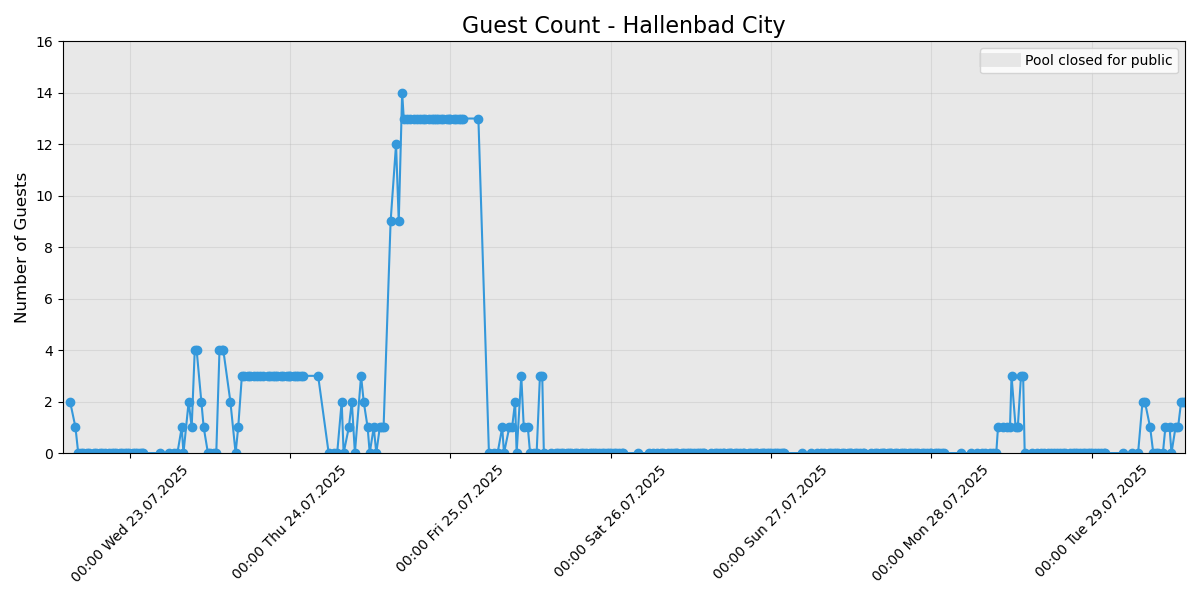 Guest Count - Hallenbad City
Pool closed for public
Number of Guests
16
14
12
10
8
6
4
2
0
00:00 Wed 23.07.2025
00:00 Thu 24.07.2025
00:00 Fri 25.07.2025
00:00 Sat 26.07.2025
00:00 Sun 27.07.2025
00:00 Mon 28.07.2025
00:00 Tue 29.07.2025